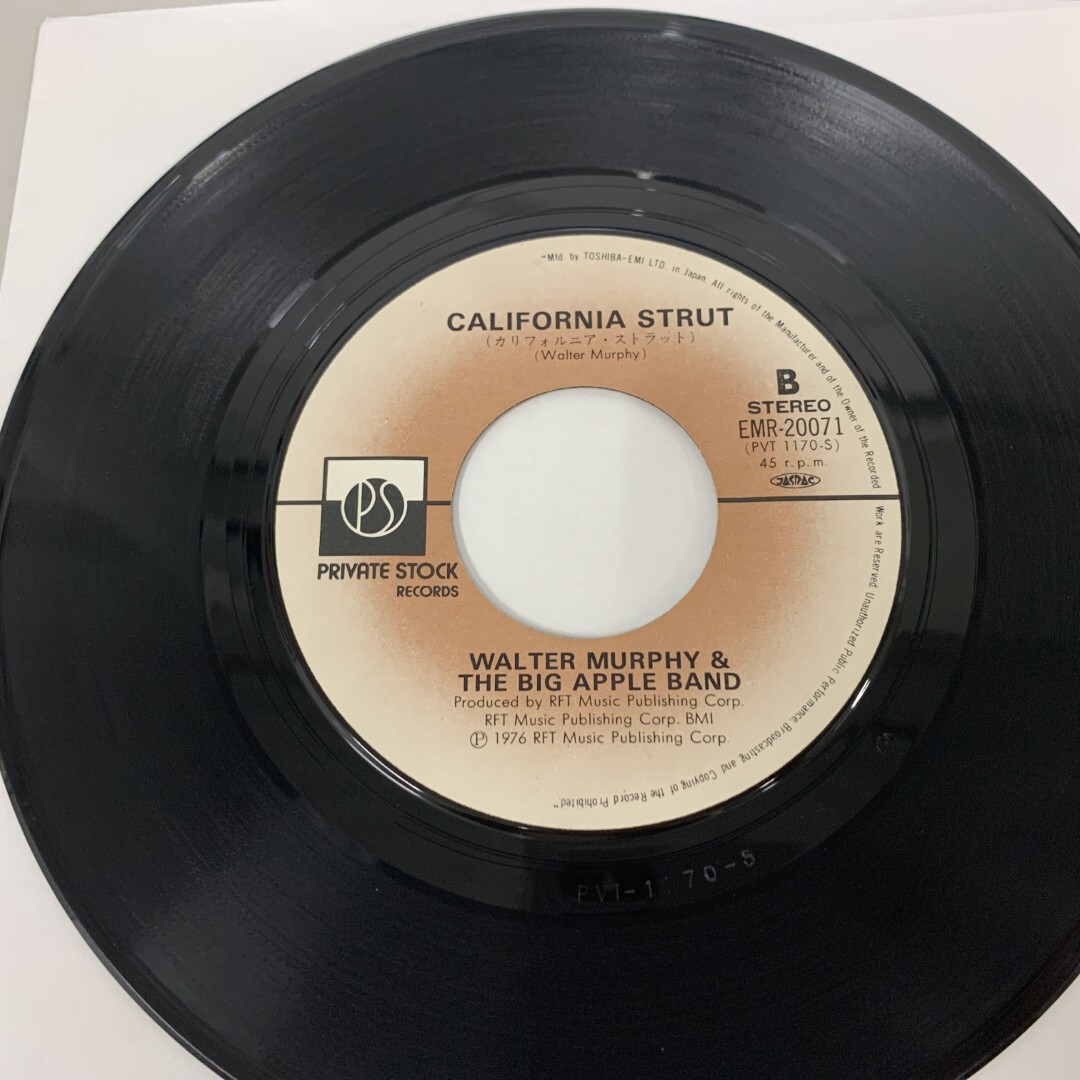 "Mfd. by TOSHIBA-EMI LTD. in Japan. All rights of the Manufacturer and of the Owner of the Recorded Work are Reserved. Unauthorized Public Performance, Broadcasting and Copying of the Record Prohibited."
CALIFORNIA STRUT
(カリフォルニア・ストラット)
(Walter Murphy)
B
STEREO
EMR-20071
(PVT 1170-S)
45 r.p.m.
JASRAC
PS
PRIVATE STOCK
RECORDS
WALTER MURPHY &
THE BIG APPLE BAND
Produced by RFT Music Publishing Corp.
RFT Music Publishing Corp. BMI
Ⓟ 1976 RFT Music Publishing Corp.
PVT-1170-S